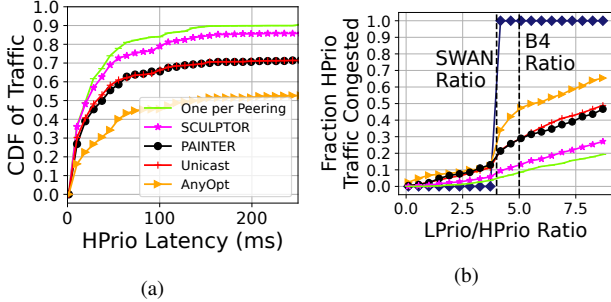 CDF of Traffic
0.9
0.8
0.7
0.6
0.5
0.4
0.3
0.2
0.1
0.0
0
100
200
HPrio Latency (ms)
One per Peering
SCULPTOR
PAINTER
Unicast
AnyOpt
(a)
Fraction HPrio
Traffic Congested
1.0
0.9
0.8
0.7
0.6
0.5
0.4
0.3
0.2
0.1
0.0
SWAN
Ratio
B4
Ratio
0.0
2.5
5.0
7.5
LPrio/HPrio Ratio
(b)